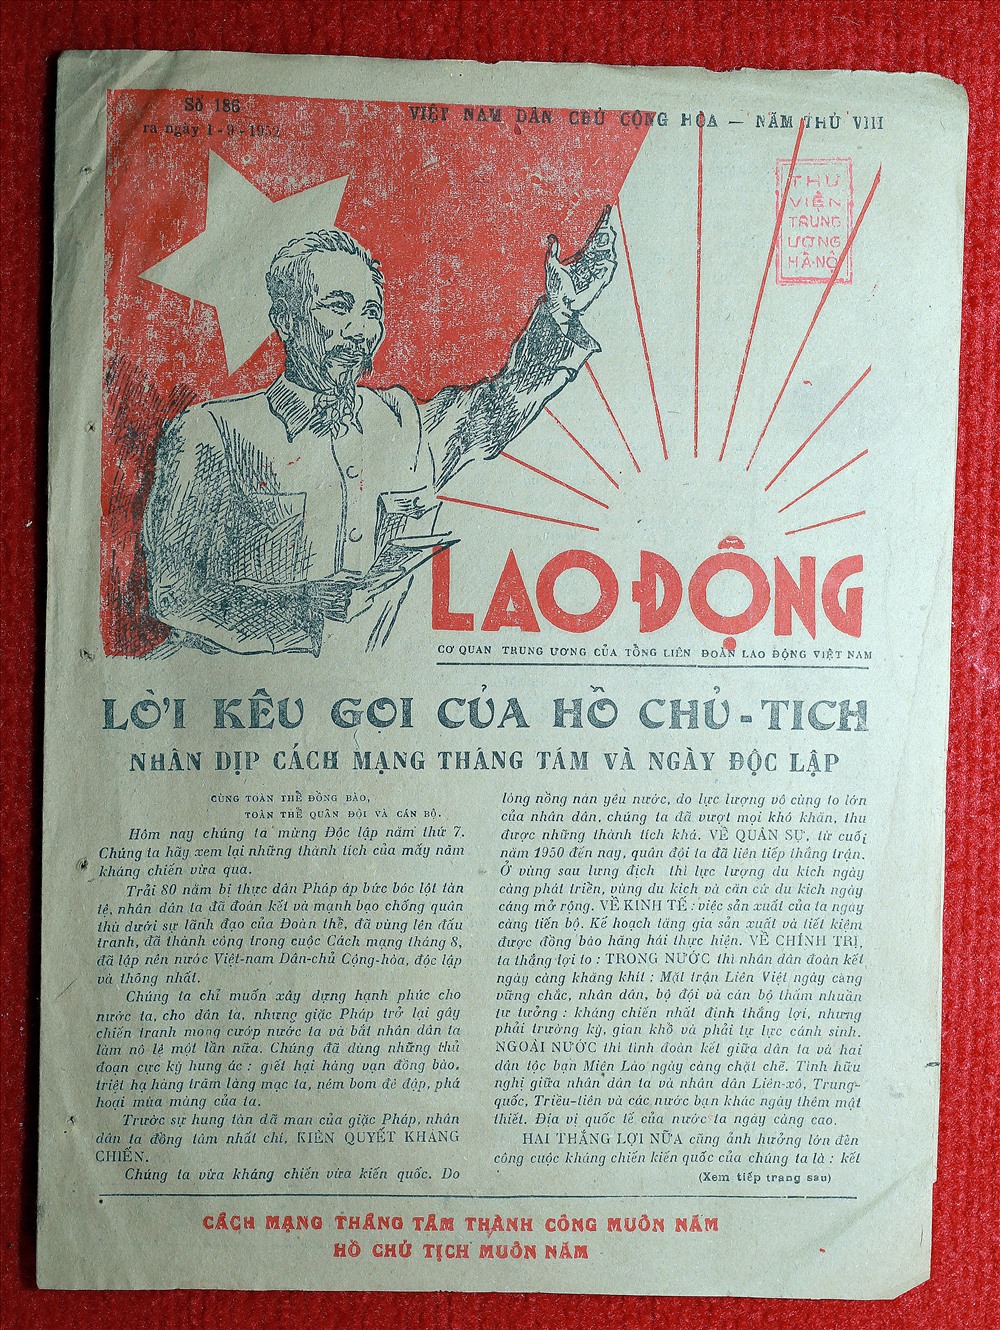 Số 186
ra ngày 1-9-1952
VIỆT NAM DÂN CHỦ CỘNG HÒA — NĂM THỨ VIII
THƯ
VIỆN
TRUNG
ƯƠNG
HÀ-NỘ
LAO ĐỘNG
CƠ QUAN TRUNG ƯƠNG CỦA TỔNG LIÊN ĐOÀN LAO ĐỘNG VIỆT NAM
LỜI KÊU GỌI CỦA HỒ CHỦ-TỊCH
NHÂN DỊP CÁCH MẠNG THÁNG TÁM VÀ NGÀY ĐỘC LẬP
CÙNG TOÀN THỂ ĐỒNG BÀO,
TOÀN THỂ QUÂN ĐỘI VÀ CÁN BỘ.
Hôm nay chúng ta mừng Độc lập năm thứ 7.
Chúng ta hãy xem lại những thành tích của mấy năm
kháng chiến vừa qua.
Trải 80 năm bị thực dân Pháp áp bức bóc lột tàn
tệ, nhân dân ta đã đoàn kết và mạnh bạo chống quân
thù dưới sự lãnh đạo của Đoàn thể, đã vùng lên đấu
tranh, đã thành công trong cuộc Cách mạng tháng 8,
đã lập nên nước Việt-nam Dân-chủ Cộng-hòa, độc lập
và thống nhất.
Chúng ta chỉ muốn xây dựng hạnh phúc cho
nước ta, cho dân ta, nhưng giặc Pháp trở lại gây
chiến tranh mong cướp nước ta và bắt nhân dân ta
làm nô lệ một lần nữa. Chúng đã dùng những thủ
đoạn cực kỳ hung ác : giết hại hàng vạn đồng bào,
triệt hạ hàng trăm làng mạc ta, ném bom đê đập, phá
hoại mùa màng của ta.
Trước sự hung tàn dã man của giặc Pháp, nhân
dân ta đồng tâm nhất chí, KIÊN QUYẾT KHÁNG
CHIẾN.
Chúng ta vừa kháng chiến vừa kiến quốc. Do
lòng nồng nàn yêu nước, do lực lượng vô cùng to lớn
của nhân dân, chúng ta đã vượt mọi khó khăn, thu
được những thành tích khá. VỀ QUÂN SỰ, từ cuối
năm 1950 đến nay, quân đội ta đã liên tiếp thắng trận.
Ở vùng sau lưng địch thì lực lượng du kích ngày
càng phát triển, vùng du kích và căn cứ du kích ngày
càng mở rộng. VỀ KINH TẾ : việc sản xuất của ta ngày
càng tiến bộ. Kế hoạch tăng gia sản xuất và tiết kiệm
được đồng bào hăng hái thực hiện. VỀ CHÍNH TRỊ,
ta thắng lợi to : TRONG NƯỚC thì nhân dân đoàn kết
ngày càng khăng khít : Mặt trận Liên Việt ngày càng
vững chắc, nhân dân, bộ đội và cán bộ thấm nhuần
tư tưởng : kháng chiến nhất định thắng lợi, nhưng
phải trường kỳ, gian khổ và phải tự lực cánh sinh.
NGOÀI NƯỚC thì tình đoàn kết giữa dân ta và hai
dân tộc bạn Miên Lào ngày càng chặt chẽ. Tình hữu
nghị giữa nhân dân ta và nhân dân Liên-xô, Trung-
quốc, Triều-tiên và các nước bạn khác ngày thêm mật
thiết. Địa vị quốc tế của nước ta ngày càng cao.
HAI THẮNG LỢI NỮA cũng ảnh hưởng lớn đến
công cuộc kháng chiến kiến quốc của chúng ta là : kết
(Xem tiếp trang sau)
CÁCH MẠNG THÁNG TÁM THÀNH CÔNG MUÔN NĂM
HỒ CHỦ TỊCH MUÔN NĂM